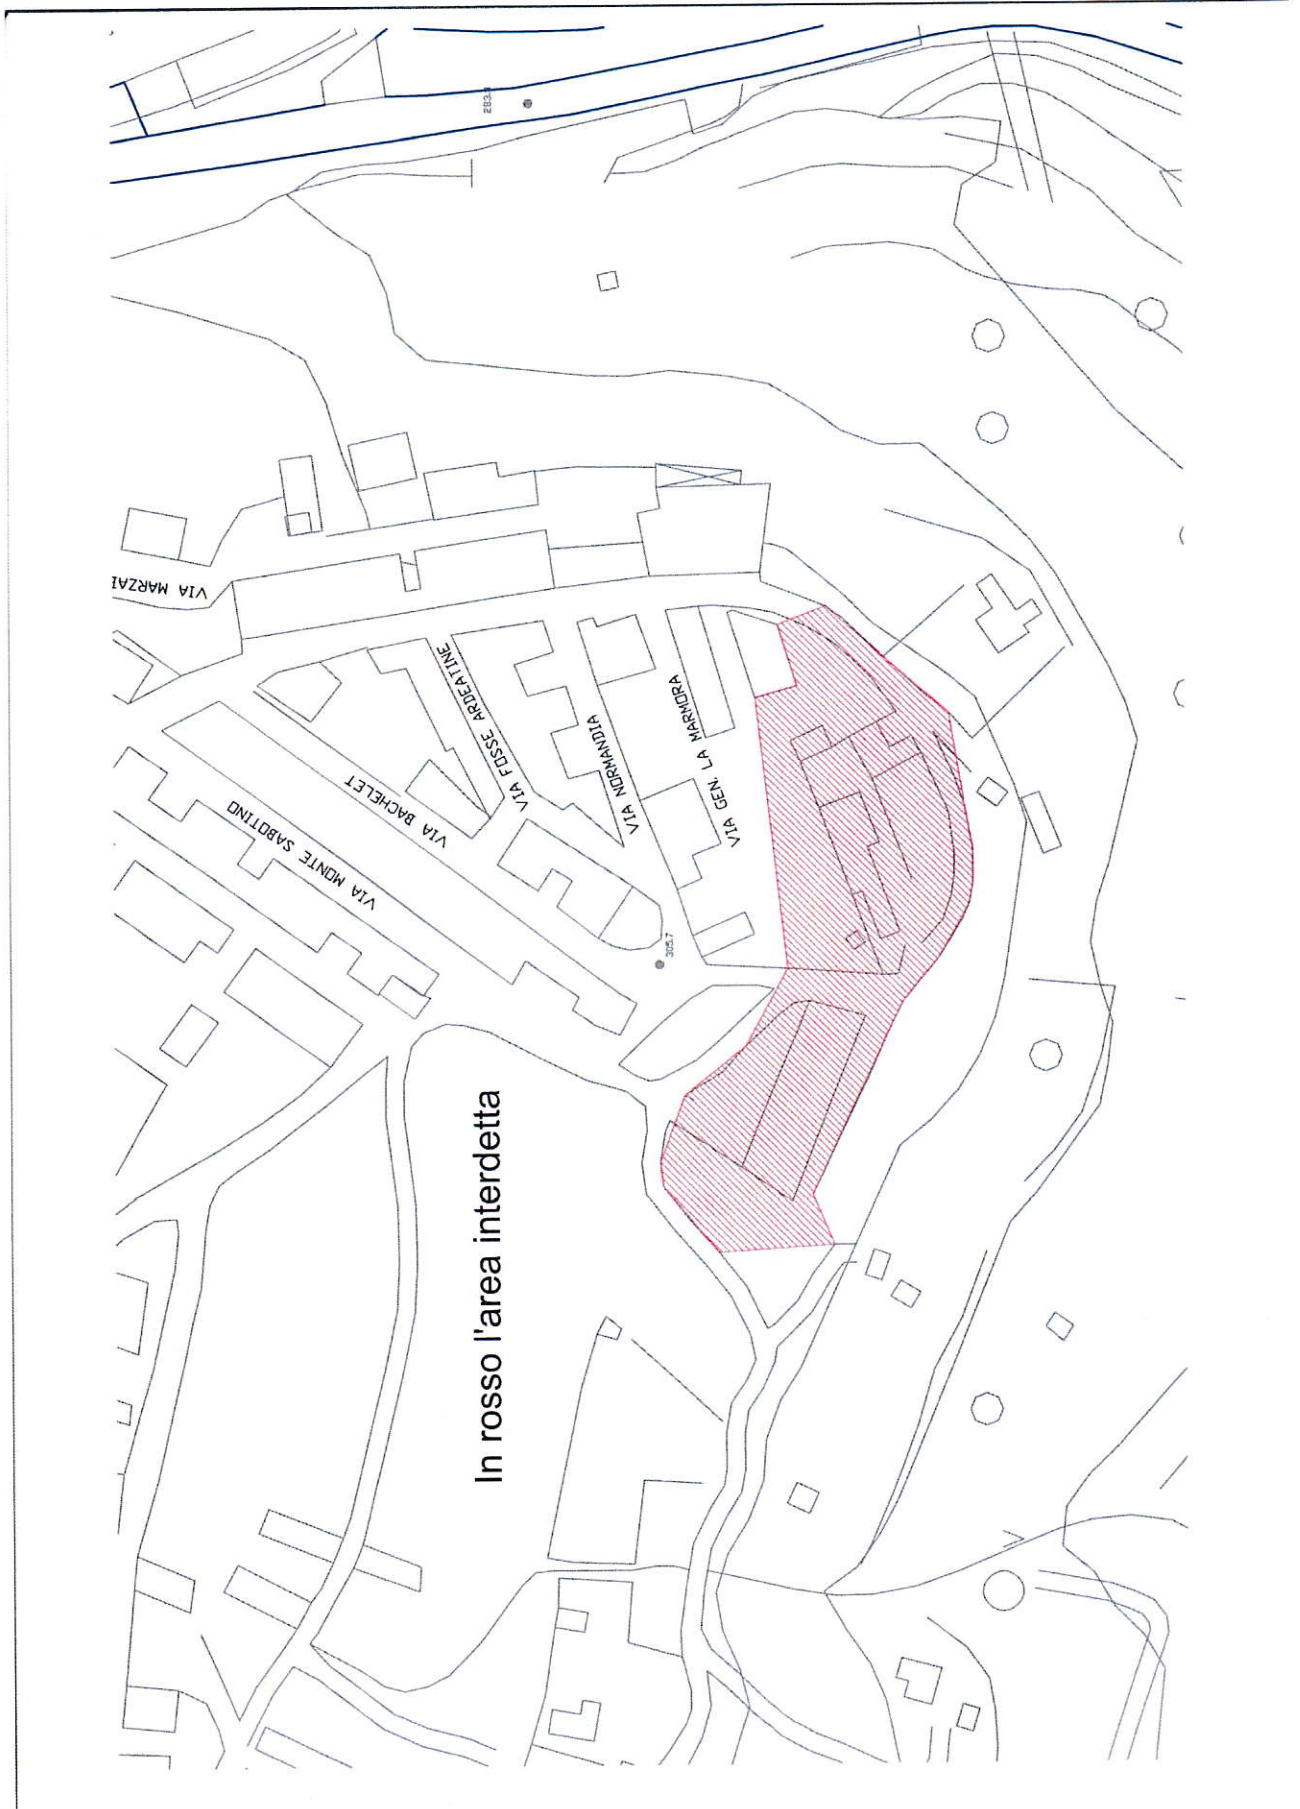 283.9
VIA MARZAI
VIA FOSSE ARDEATINE
VIA NORMANDIA
VIA GEN. LA MARMORA
VIA BACHELET
VIA MONTE SABOTINO
305.7
In rosso l'area interdetta